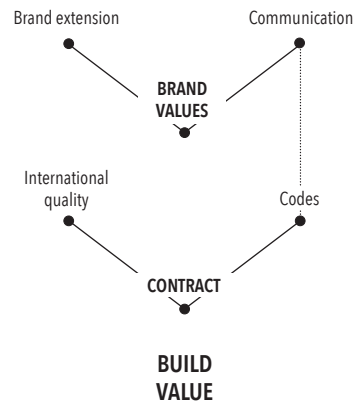 Brand extension
Communication
BRAND
VALUES
International
quality
Codes
CONTRACT
BUILD
VALUE